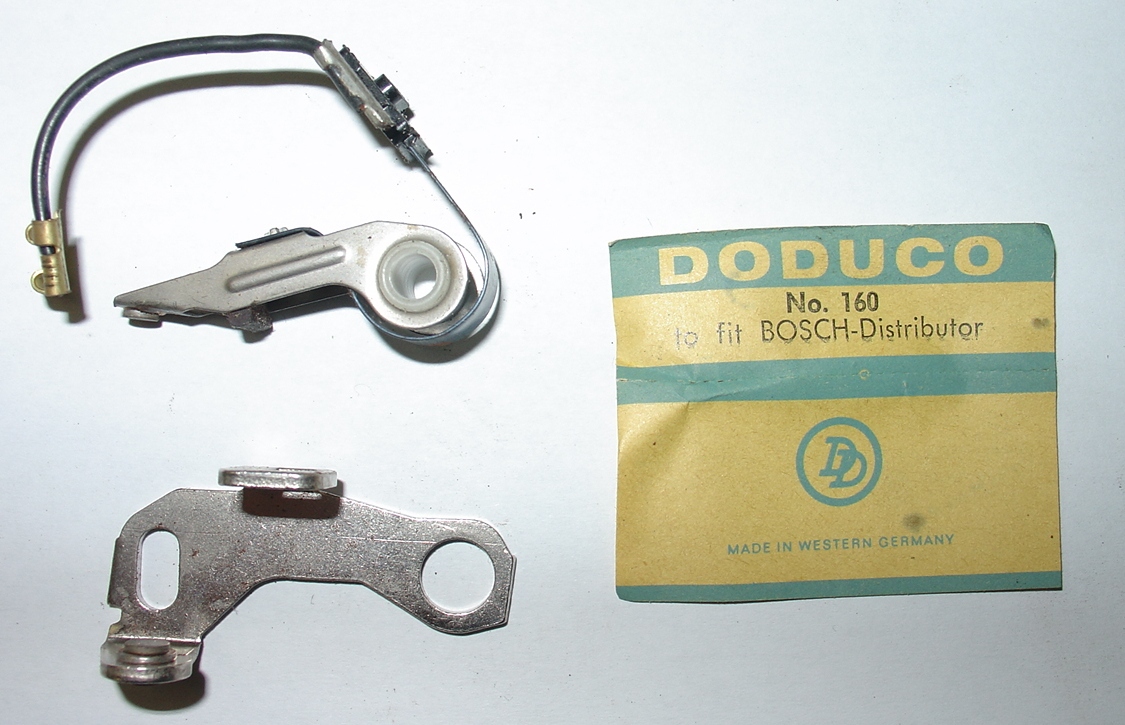 DODUCO
No. 160
to fit BOSCH-Distributor
DD
MADE IN WESTERN GERMANY